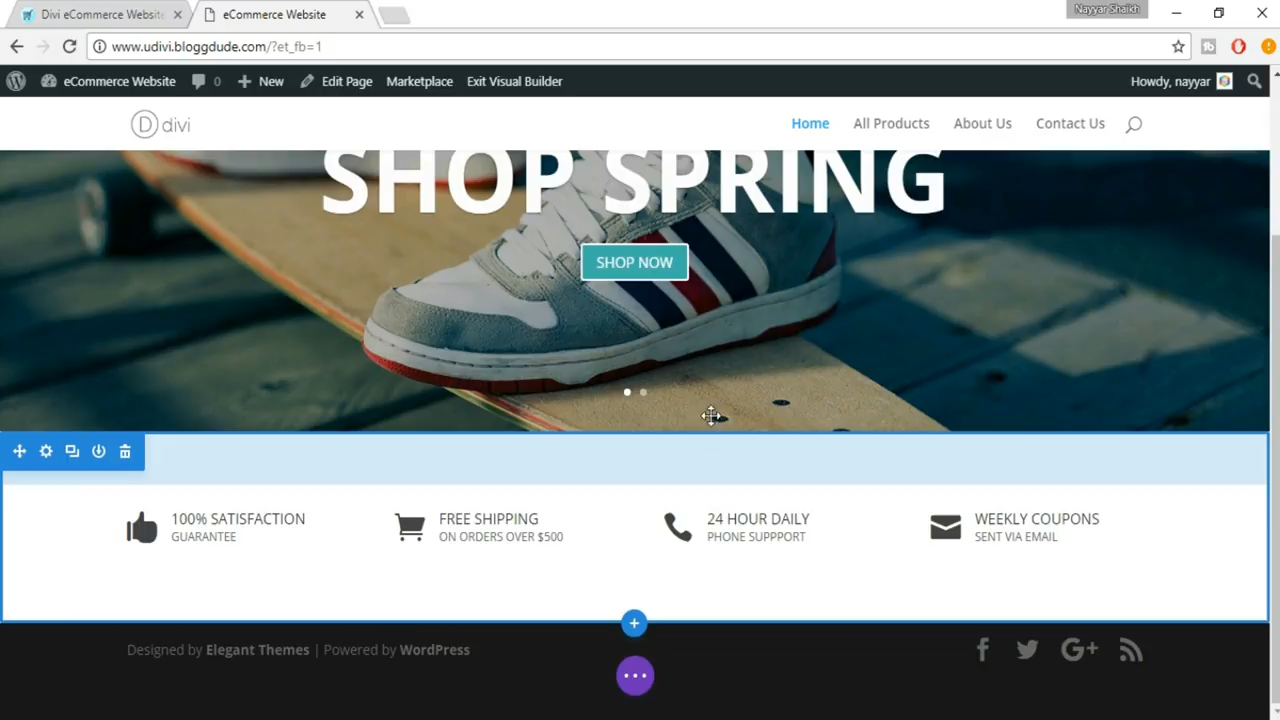 Divi eCommerce Website
eCommerce Website
Nayyar Shaikh
www.udivi.bloggdude.com/?et_fb=1
eCommerce Website 0 New Edit Page Marketplace Exit Visual Builder Howdy, nayyar
D divi Home All Products About Us Contact Us
SHOP SPRING
SHOP NOW
100% SATISFACTION
GUARANTEE
FREE SHIPPING
ON ORDERS OVER $500
24 HOUR DAILY
PHONE SUPPPORT
WEEKLY COUPONS
SENT VIA EMAIL
Designed by Elegant Themes | Powered by WordPress